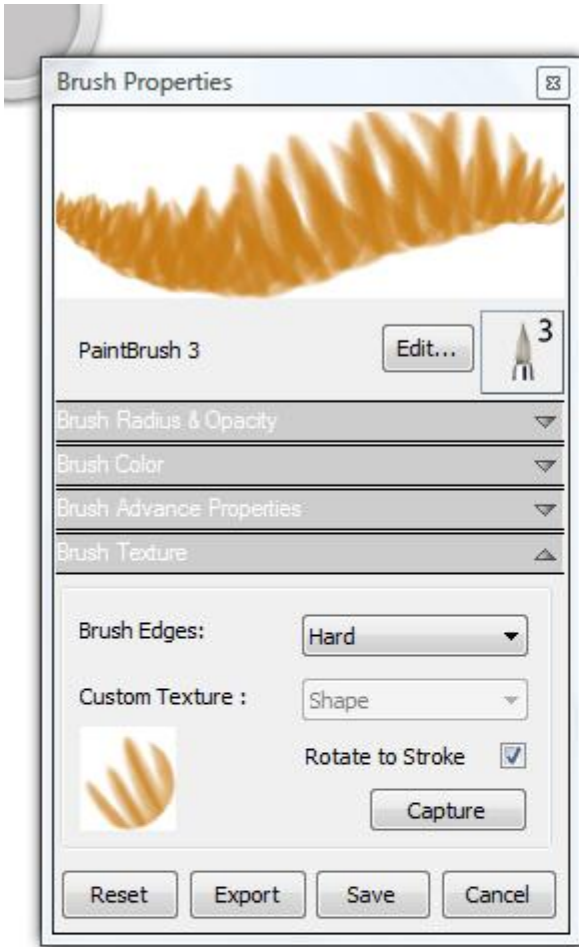 Brush Properties
PaintBrush 3
Edit...
3
Brush Radius & Opacity
Brush Color
Brush Advance Properties
Brush Texture
Brush Edges: Hard
Custom Texture : Shape
Rotate to Stroke
Capture
Reset Export Save Cancel